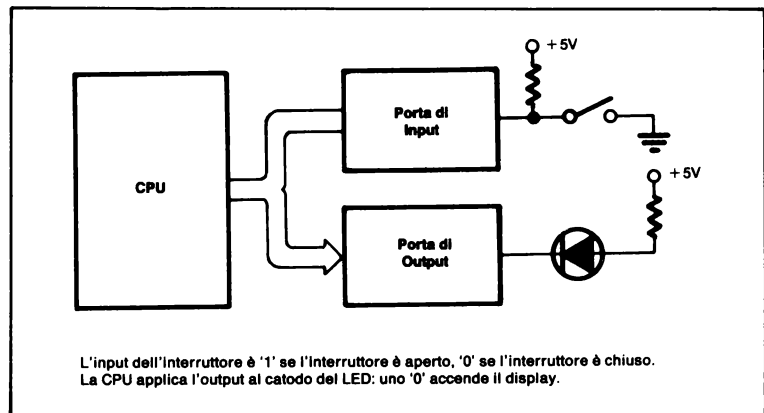 +5V
Porta di
Input
CPU
+5V
Porta di
Output
L'input dell'interruttore è '1' se l'interruttore è aperto, '0' se l'interruttore è chiuso.
La CPU applica l'output al catodo del LED: uno '0' accende il display.